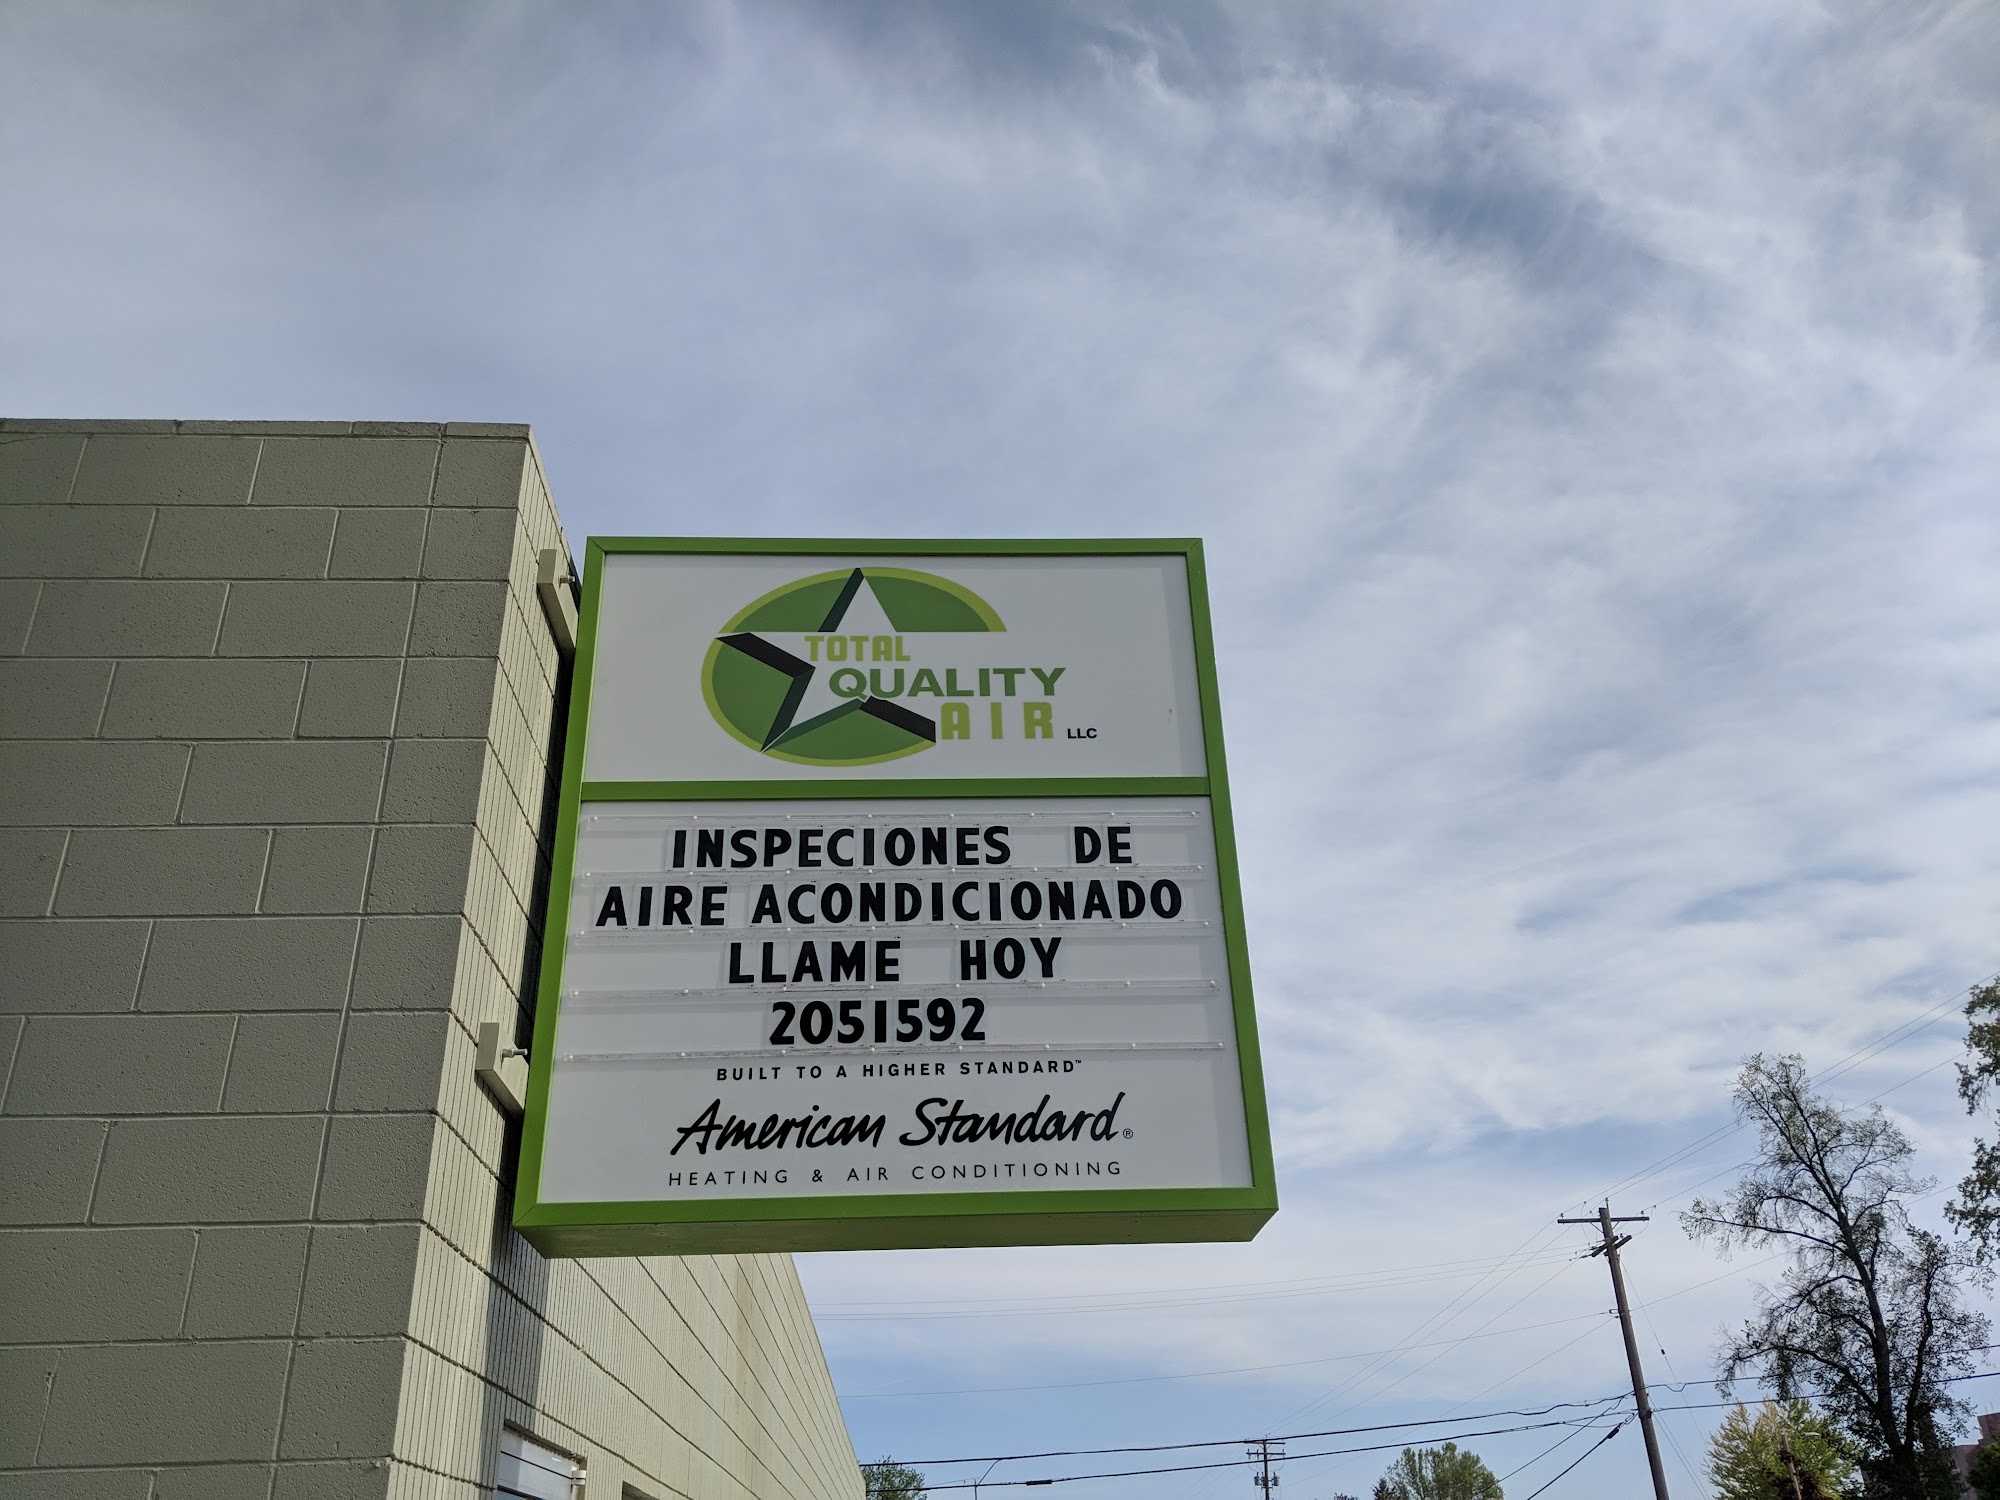 TOTAL
QUALITY
AIR LLC
INSPECIONES DE
AIRE ACONDICIONADO
LLAME HOY
2051592
BUILT TO A HIGHER STANDARD™
American Standard®
HEATING & AIR CONDITIONING